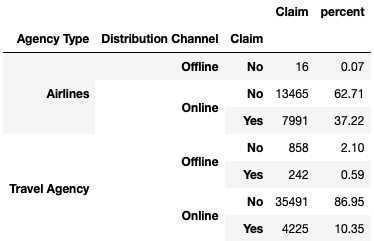 Claim percent
Agency Type Distribution Channel Claim
Airlines Offline No 16 0.07
Online No 13465 62.71
Yes 7991 37.22
Travel Agency Offline No 858 2.10
Yes 242 0.59
Online No 35491 86.95
Yes 4225 10.35